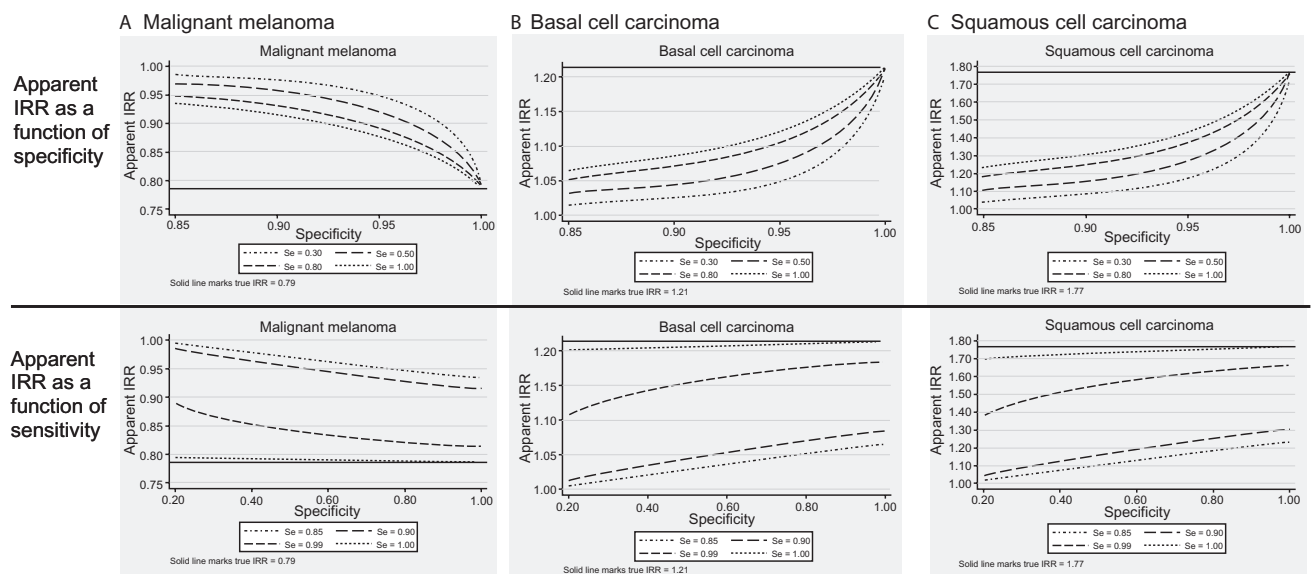 A Malignant melanoma
B Basal cell carcinoma
C Squamous cell carcinoma
Apparent
IRR as a
function of
specificity
Malignant melanoma
Apparent IRR
1.00
0.95
0.90
0.85
0.80
0.75
0.85 0.90 0.95 1.00
Specificity
Se = 0.30 Se = 0.50
Se = 0.80 Se = 1.00
Solid line marks true IRR = 0.79
Basal cell carcinoma
Apparent IRR
1.20
1.15
1.10
1.05
1.00
0.85 0.90 0.95 1.00
Specificity
Se = 0.30 Se = 0.50
Se = 0.80 Se = 1.00
Solid line marks true IRR = 1.21
Squamous cell carcinoma
Apparent IRR
1.80
1.70
1.60
1.50
1.40
1.30
1.20
1.10
1.00
0.85 0.90 0.95 1.00
Specificity
Se = 0.30 Se = 0.50
Se = 0.80 Se = 1.00
Solid line marks true IRR = 1.77
Apparent
IRR as a
function of
sensitivity
Malignant melanoma
Apparent IRR
1.00
0.95
0.90
0.85
0.80
0.75
0.20 0.40 0.60 0.80 1.00
Specificity
Se = 0.85 Se = 0.90
Se = 0.99 Se = 1.00
Solid line marks true IRR = 0.79
Basal cell carcinoma
Apparent IRR
1.20
1.15
1.10
1.05
1.00
0.20 0.40 0.60 0.80 1.00
Specificity
Se = 0.85 Se = 0.90
Se = 0.99 Se = 1.00
Solid line marks true IRR = 1.21
Squamous cell carcinoma
Apparent IRR
1.80
1.70
1.60
1.50
1.40
1.30
1.20
1.10
1.00
0.20 0.40 0.60 0.80 1.00
Specificity
Se = 0.85 Se = 0.90
Se = 0.99 Se = 1.00
Solid line marks true IRR = 1.77